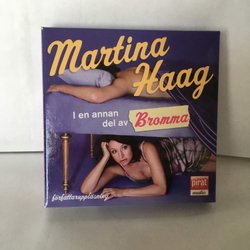 Martina
Haag
I en annan
del av Bromma
författaruppläsning
pirat
audio